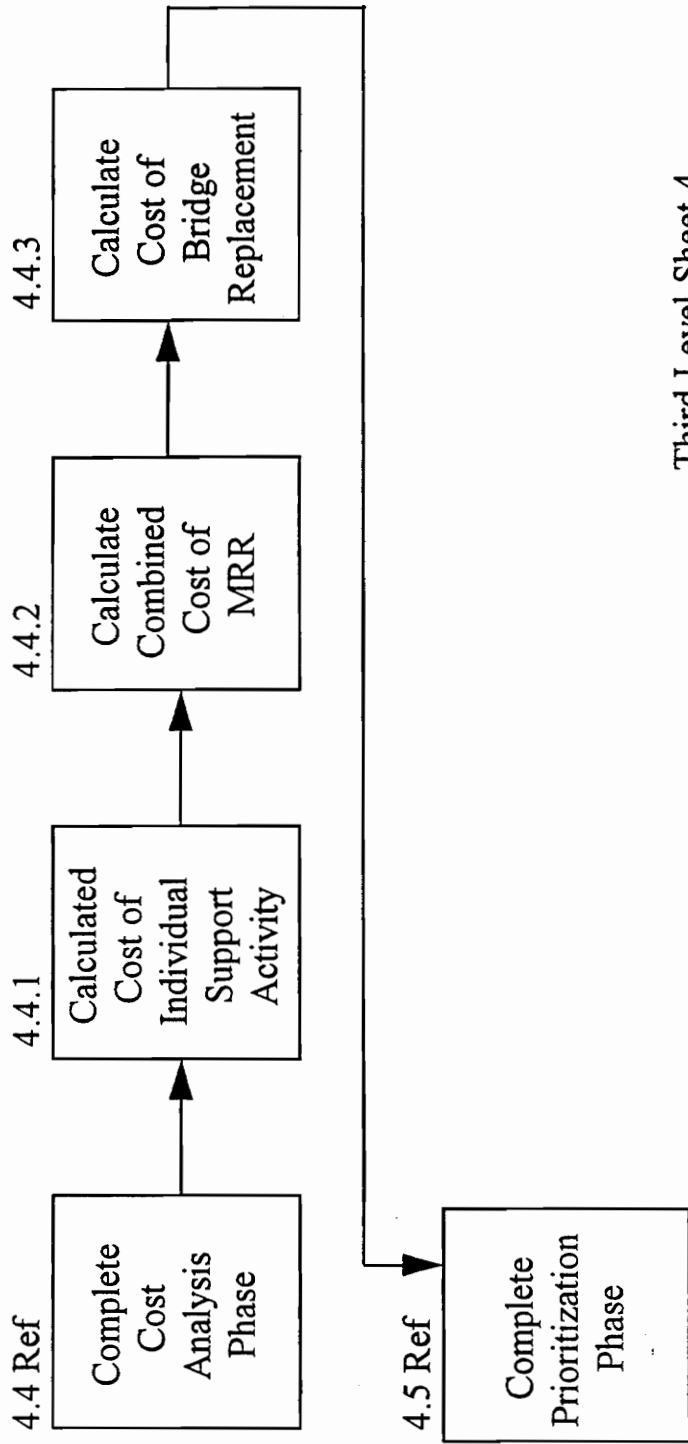 4.4 Ref
Complete
Cost
Analysis
Phase
4.4.1
Calculated
Cost of
Individual
Support
Activity
4.4.2
Calculate
Combined
Cost of
MRR
4.4.3
Calculate
Cost of
Bridge
Replacement
4.5 Ref
Complete
Prioritization
Phase
Third Level Sheet 4